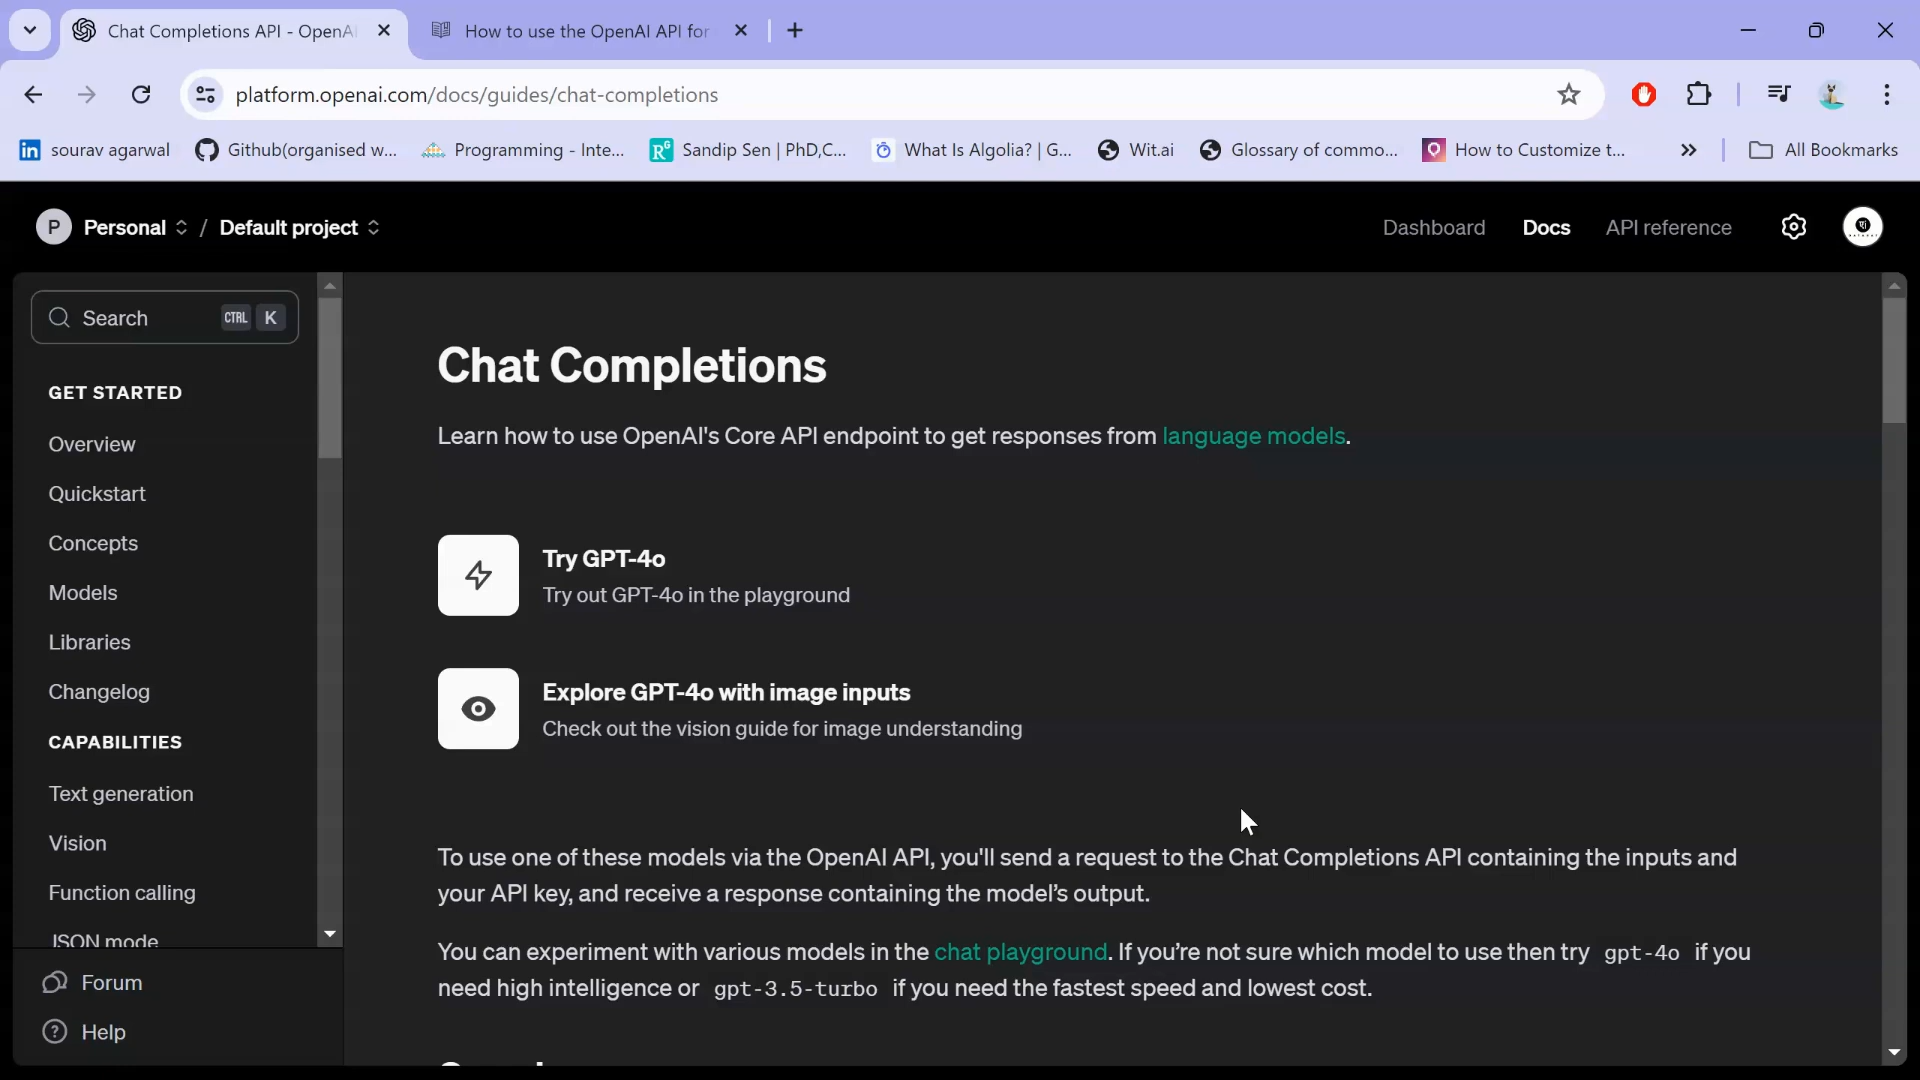 Chat Completions API - OpenAI
How to use the OpenAI API for
platform.openai.com/docs/guides/chat-completions
sourav agarwal
Github(organised w...
Programming - Inte...
Sandip Sen | PhD,C...
What Is Algolia? | G...
Wit.ai
Glossary of commo...
How to Customize t...
All Bookmarks
P Personal / Default project
Dashboard
Docs
API reference
Search CTRL K
GET STARTED
Overview
Quickstart
Concepts
Models
Libraries
Changelog
CAPABILITIES
Text generation
Vision
Function calling
JSON mode
Forum
Help
Chat Completions
Learn how to use OpenAI's Core API endpoint to get responses from language models.
Try GPT-4o
Try out GPT-4o in the playground
Explore GPT-4o with image inputs
Check out the vision guide for image understanding
To use one of these models via the OpenAI API, you'll send a request to the Chat Completions API containing the inputs and
your API key, and receive a response containing the model’s output.
You can experiment with various models in the chat playground. If you’re not sure which model to use then try gpt-4o if you
need high intelligence or gpt-3.5-turbo if you need the fastest speed and lowest cost.